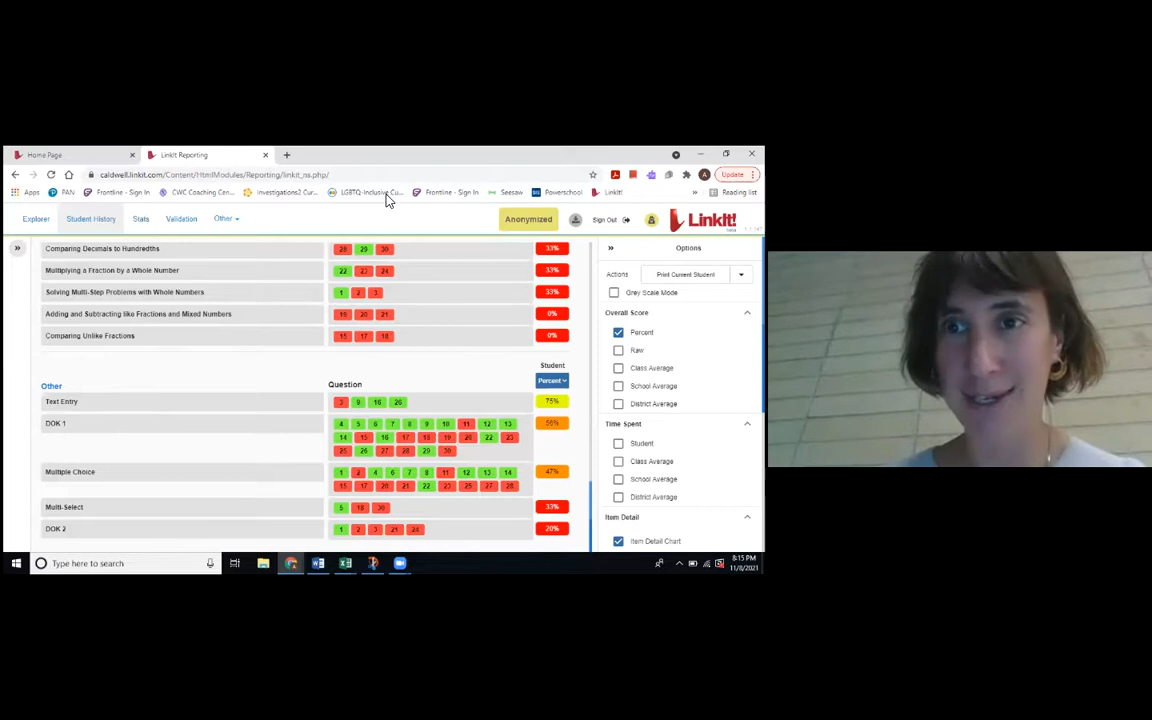 Home Page
Linkit Reporting
caldwell.linkit.com/Content/HtmlModules/Reporting/linkit_ns.php/
Update
Apps PAN Frontline - Sign In CWC Coaching Cen... Investigations2 Cur... LGBTQ-Inclusive Cu... Frontline - Sign In Seesaw Powerschool LinkIt! » Reading list
Explorer Student History Stats Validation Other Anonymized Sign Out LinkIt!
Comparing Decimals to Hundredths 28 29 30 33%
Multiplying a Fraction by a Whole Number 22 23 24 33%
Solving Multi-Step Problems with Whole Numbers 1 2 3 33%
Adding and Subtracting like Fractions and Mixed Numbers 19 20 21 0%
Comparing Unlike Fractions 15 17 18 0%
Student
Other Question Percent
Text Entry 3 9 16 26 75%
DOK 1 4 5 6 7 8 9 10 11 12 13
14 15 16 17 18 19 20 22 23
25 26 27 28 29 30
56%
Multiple Choice 1 2 4 6 7 8 11 12 13 14
15 17 20 21 22 23 25 27 28
47%
Multi-Select 5 18 30 33%
DOK 2 1 2 3 21 24 20%
» Options
Actions Print Current Student
Grey Scale Mode
Overall Score
Percent
Raw
Class Average
School Average
District Average
Time Spent
Student
Class Average
School Average
District Average
Item Detail
Item Detail Chart
Type here to search
8:15 PM
11/8/2021